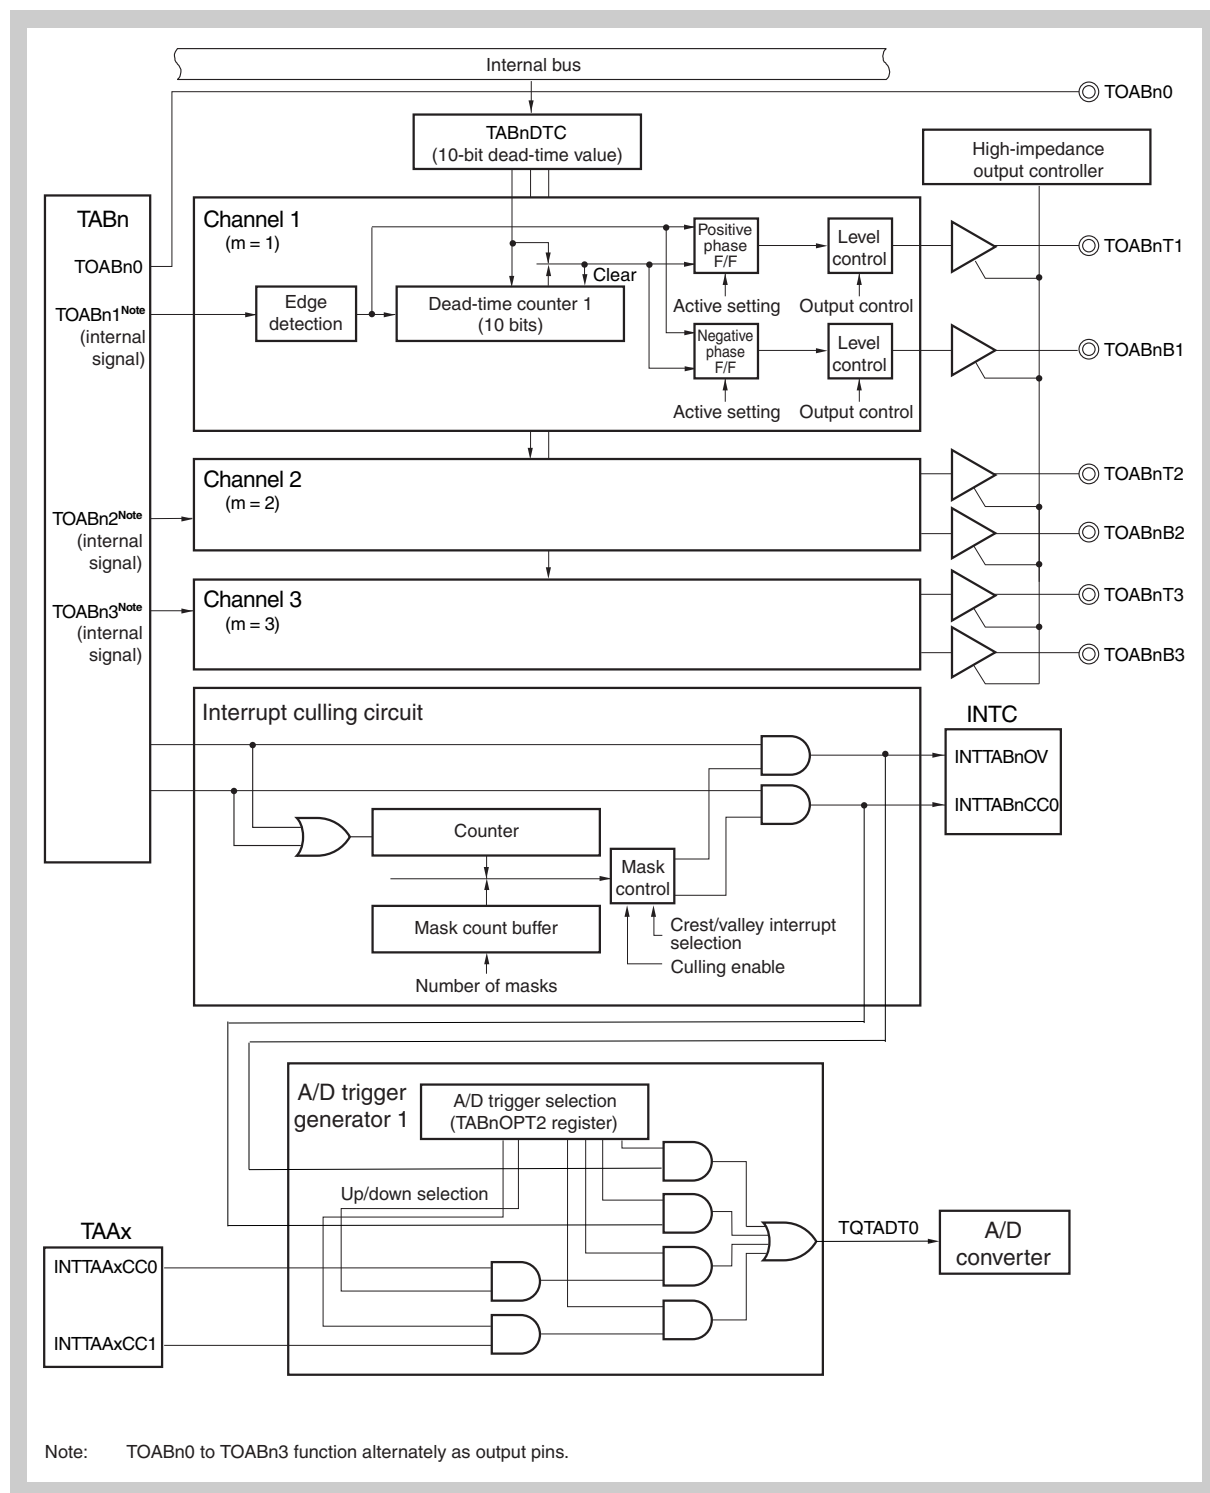 Internal bus
TOABn0
TABnDTC
(10-bit dead-time value)
High-impedance
output controller
TABn
TOABn0
TOABn1Note
(internal
signal)
TOABn2Note
(internal
signal)
TOABn3Note
(internal
signal)
Channel 1
(m = 1)
Edge
detection
Dead-time counter 1
(10 bits)
Clear
Positive
phase
F/F
Active setting
Level
control
Output control
TOABnT1
Negative
phase
F/F
Active setting
Level
control
Output control
TOABnB1
Channel 2
(m = 2)
TOABnT2
TOABnB2
Channel 3
(m = 3)
TOABnT3
TOABnB3
Interrupt culling circuit
INTC
INTTABnOV
INTTABnCC0
Counter
Mask
control
Mask count buffer
Number of masks
Crest/valley interrupt
selection
Culling enable
A/D trigger
generator 1
A/D trigger selection
(TABnOPT2 register)
Up/down selection
TAAx
INTTAAxCC0
INTTAAxCC1
TQTADT0
A/D
converter
Note: TOABn0 to TOABn3 function alternately as output pins.